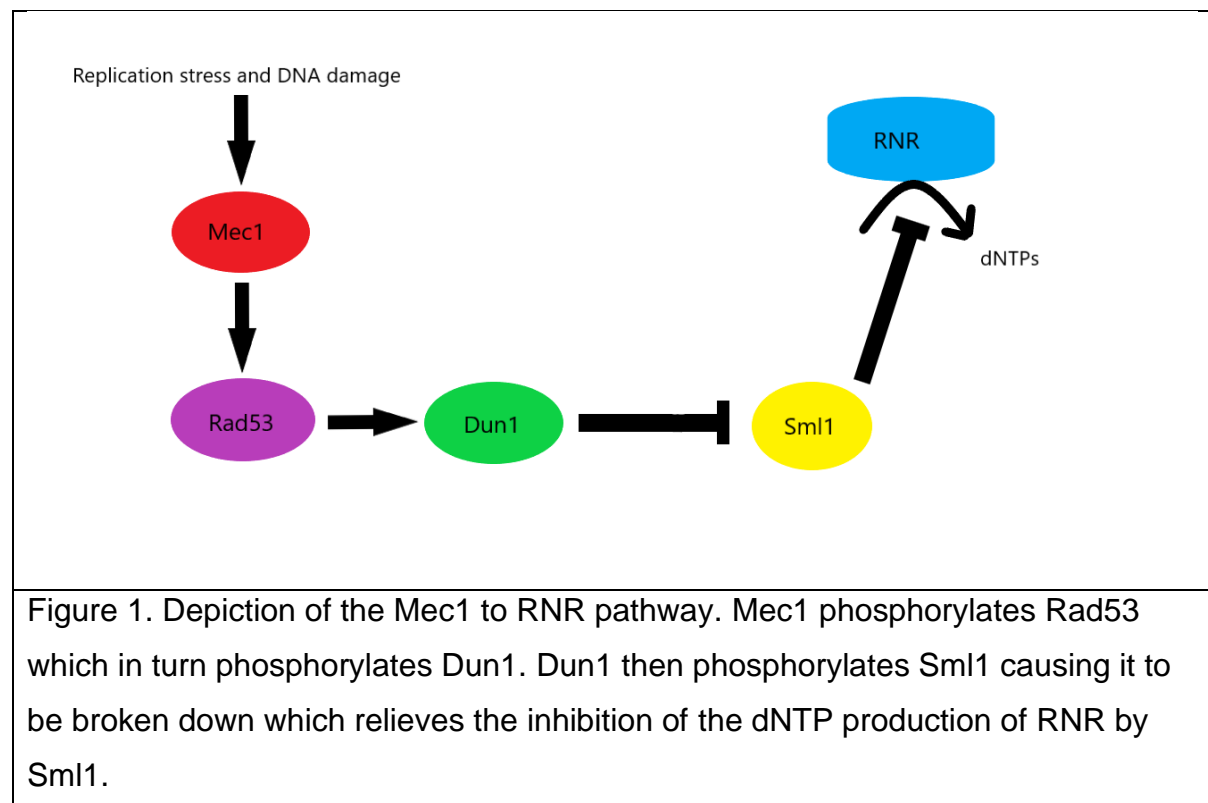 Replication stress and DNA damage
RNR
Mec1
dNTPs
Rad53
Dun1
Sml1
Figure 1. Depiction of the Mec1 to RNR pathway. Mec1 phosphorylates Rad53
which in turn phosphorylates Dun1. Dun1 then phosphorylates Sml1 causing it to
be broken down which relieves the inhibition of the dNTP production of RNR by
Sml1.